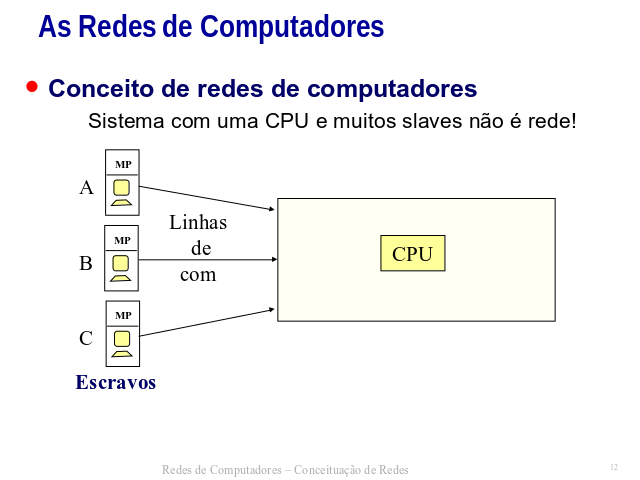 As Redes de Computadores
Conceito de redes de computadores
Sistema com uma CPU e muitos slaves não é rede!
MP
A
Linhas
de
com
MP
B
CPU
MP
C
Escravos
Redes de Computadores – Conceituação de Redes
12